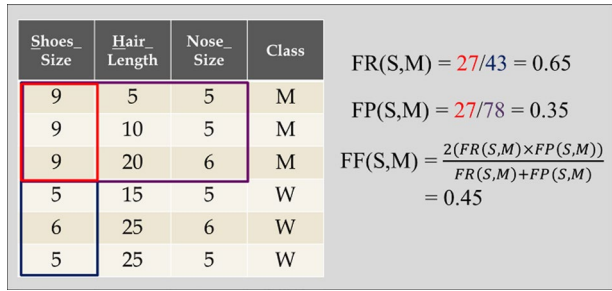 Shoes_ Size Hair_ Length Nose_ Size Class
9 5 5 M
9 10 5 M
9 20 6 M
5 15 5 W
6 25 6 W
5 25 5 W
FR(S,M) = 27/43 = 0.65
FP(S,M) = 27/78 = 0.35
FF(S,M) = 2(FR(S,M)×FP(S,M)) / FR(S,M)+FP(S,M)
= 0.45